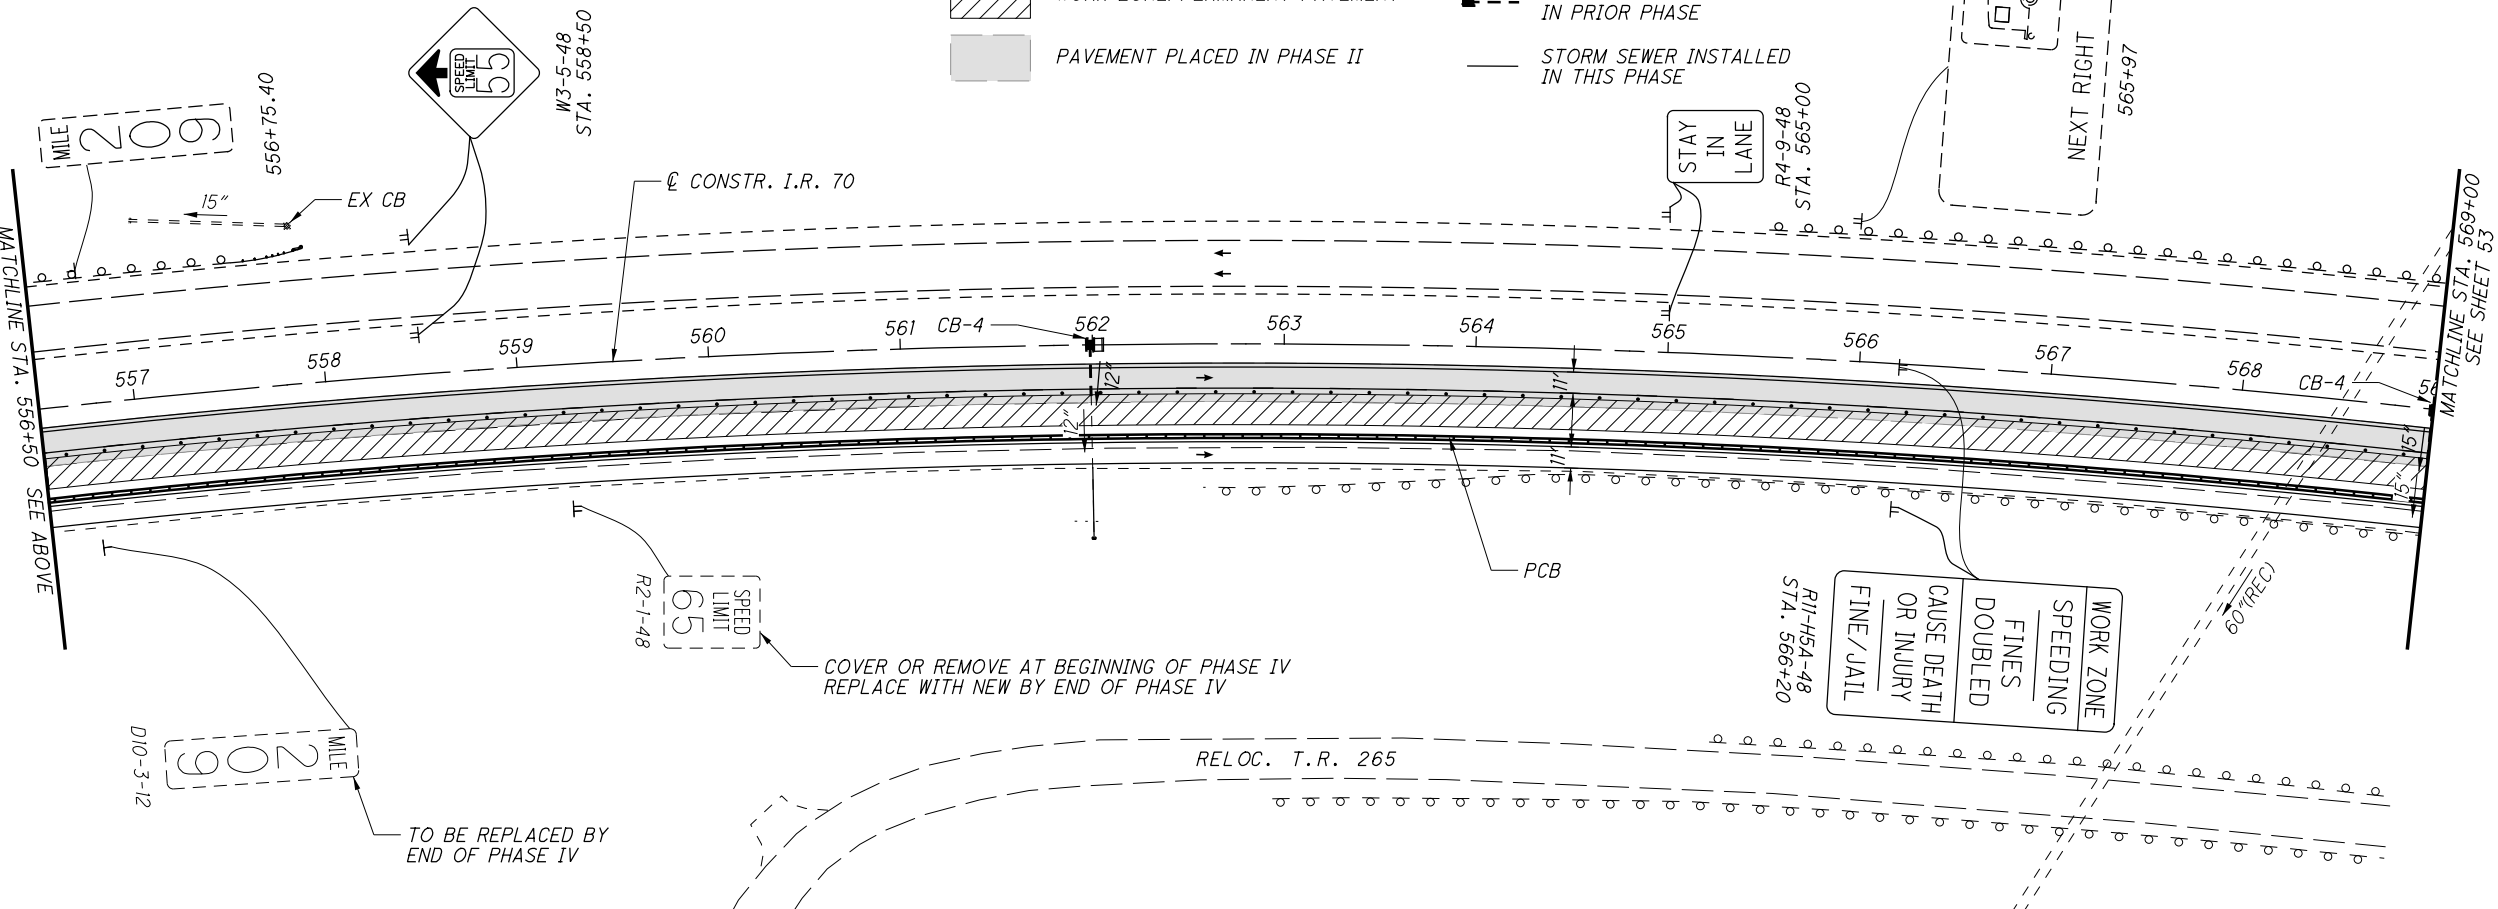 IN PRIOR PHASE
PAVEMENT PLACED IN PHASE II
STORM SEWER INSTALLED
IN THIS PHASE
SPEED
LIMIT
55
W3-5-48
STA. 558+50
MILE
209
556+75.40
15"
EX CB
℄ CONSTR. I.R. 70
STAY
IN
LANE
R4-9-48
STA. 565+00
NEXT RIGHT
565+97
MATCHLINE STA. 556+50 SEE ABOVE
MATCHLINE STA. 569+00
SEE SHEET 53
557
558
559
560
561
CB-4
562
563
564
565
566
567
568
CB-4
12"
12"
11'
11'
15"
15"
PCB
60"(REC)
SPEED
LIMIT
65
R2-1-48
COVER OR REMOVE AT BEGINNING OF PHASE IV
REPLACE WITH NEW BY END OF PHASE IV
WORK ZONE
SPEEDING
FINES
DOUBLED
CAUSE DEATH
OR INJURY
FINE/JAIL
R11-H5A-48
STA. 566+20
MILE
209
D10-3-12
TO BE REPLACED BY
END OF PHASE IV
RELOC. T.R. 265